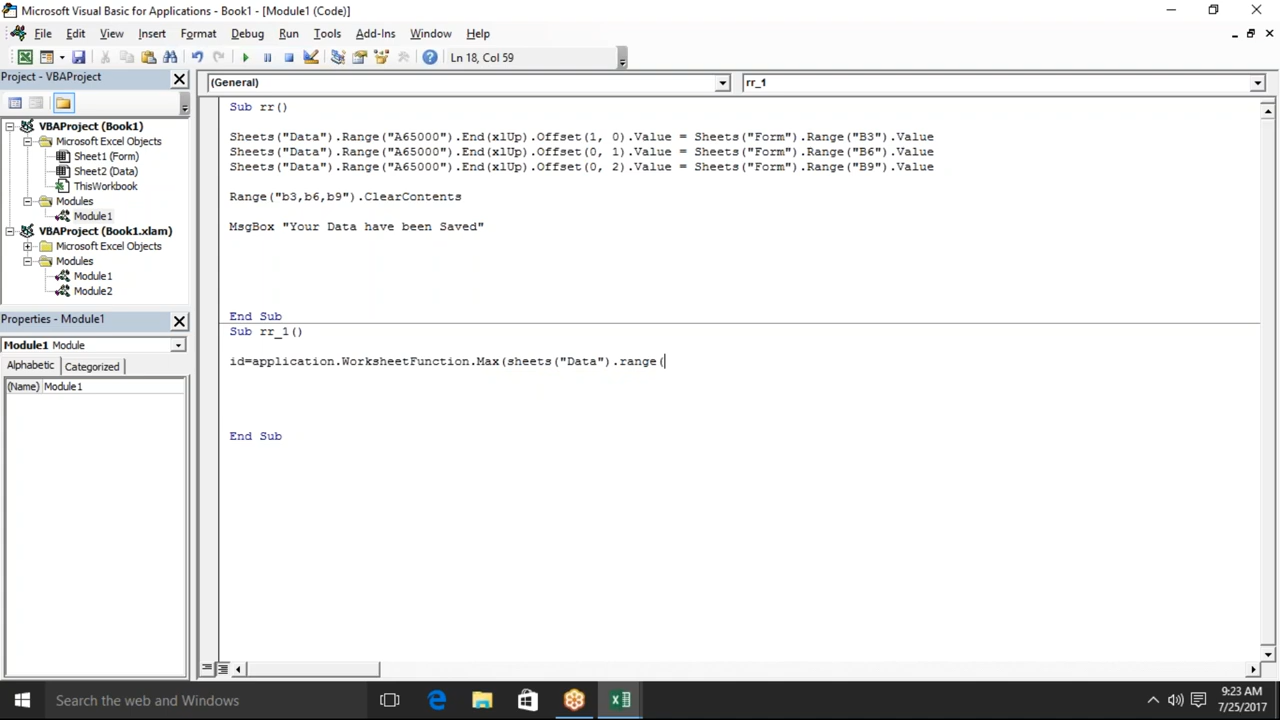 Microsoft Visual Basic for Applications - Book1 - [Module1 (Code)]
File Edit View Insert Format Debug Run Tools Add-Ins Window Help
Ln 18, Col 59
Project - VBAProject
(General)
rr_1
VBAProject (Book1)
Microsoft Excel Objects
Sheet1 (Form)
Sheet2 (Data)
ThisWorkbook
Modules
Module1
VBAProject (Book1.xlam)
Microsoft Excel Objects
Modules
Module1
Module2
Properties - Module1
Module1 Module
Alphabetic Categorized
(Name) Module1
Sub rr()
Sheets("Data").Range("A65000").End(xlUp).Offset(1, 0).Value = Sheets("Form").Range("B3").Value
Sheets("Data").Range("A65000").End(xlUp).Offset(0, 1).Value = Sheets("Form").Range("B6").Value
Sheets("Data").Range("A65000").End(xlUp).Offset(0, 2).Value = Sheets("Form").Range("B9").Value
Range("b3,b6,b9").ClearContents
MsgBox "Your Data have been Saved"
End Sub
Sub rr_1()
id=application.WorksheetFunction.Max(sheets("Data").range(
End Sub
Search the web and Windows
9:23 AM
7/25/2017